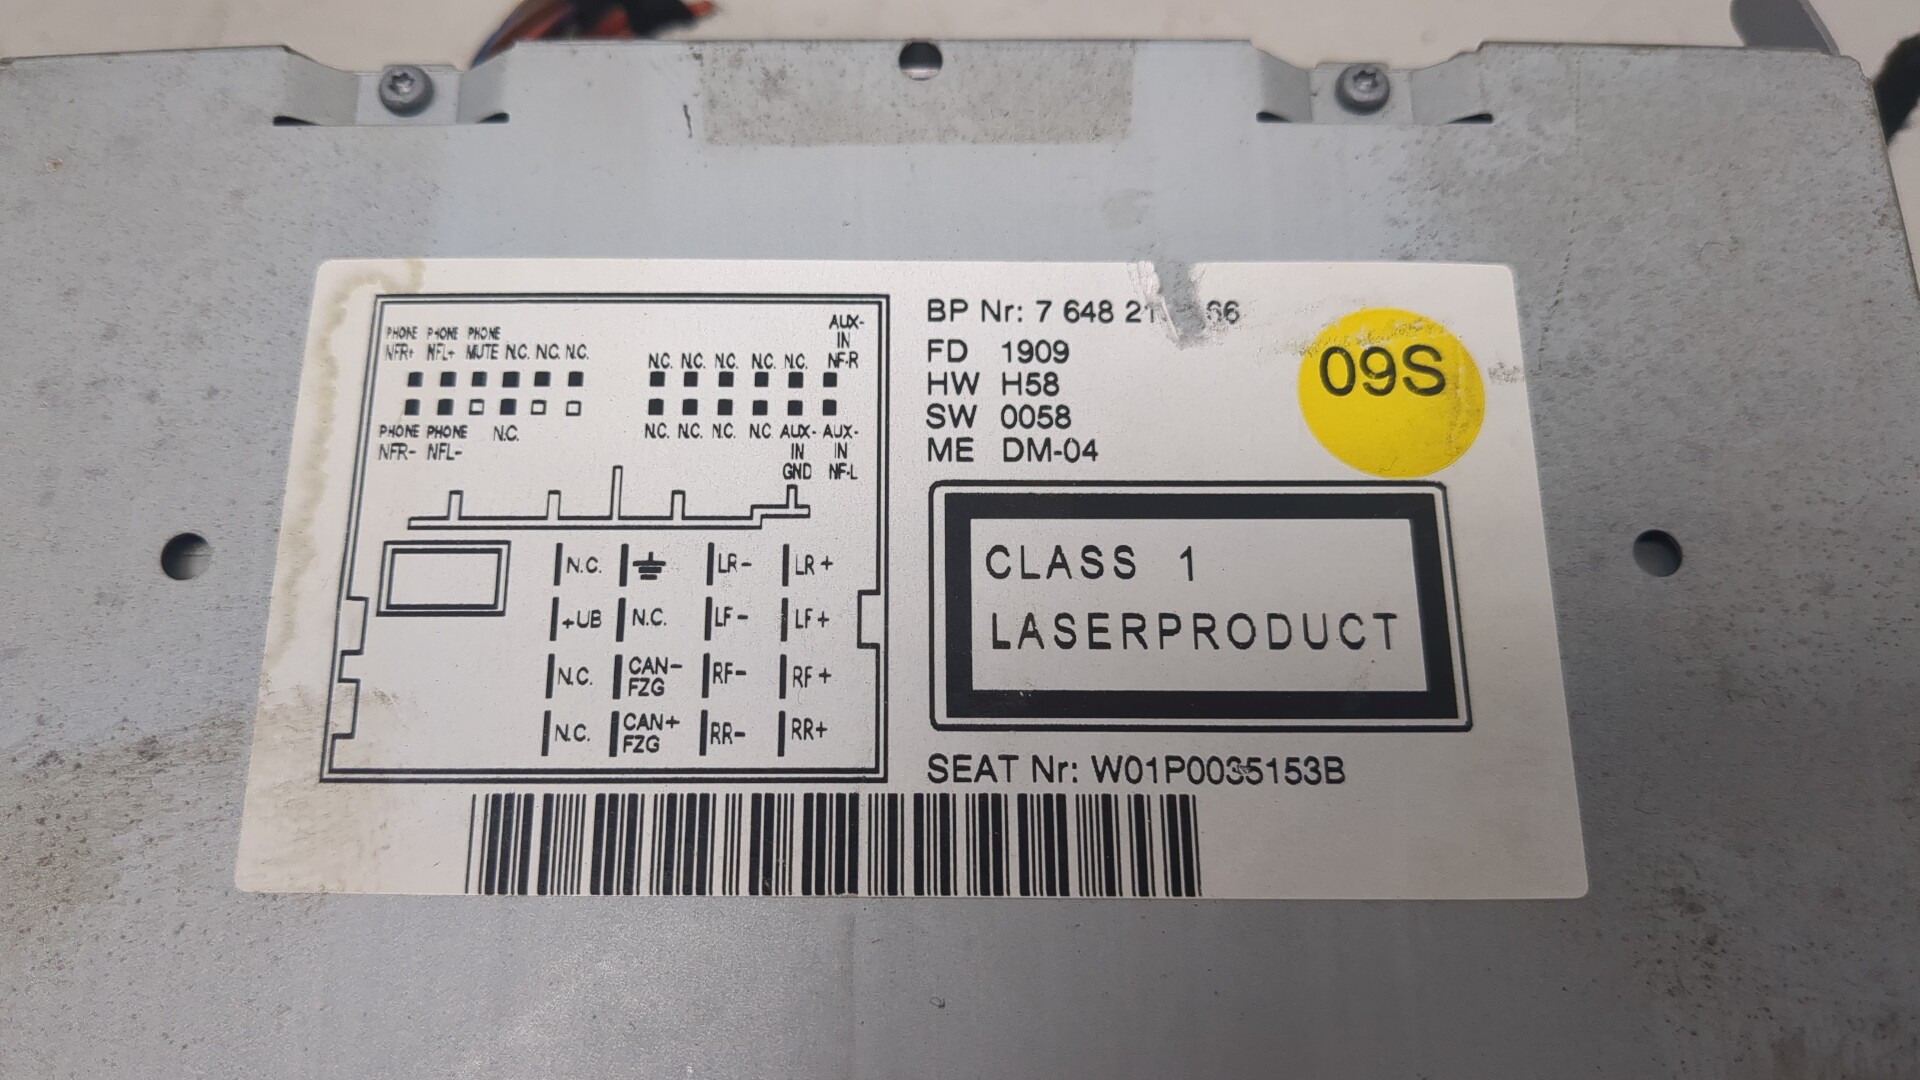 PHONE PHONE PHONE
NFR+ NFL+ MUTE N.C. N.C. N.C.
AUX-
IN
N.C. N.C. N.C. N.C. N.C. NF-R
PHONE PHONE N.C.
NFR- NFL-
N.C. N.C. N.C. N.C. AUX- AUX-
IN IN
GND NF-L
N.C. LR- LR+
+UB N.C. LF- LF+
N.C. CAN- RF- RF+
FZG
N.C. CAN+ RR- RR+
FZG
BP Nr: 7 648 21 66
FD 1909
HW H58
SW 0058
ME DM-04
09S
CLASS 1
LASERPRODUCT
SEAT Nr: W01P0035153B